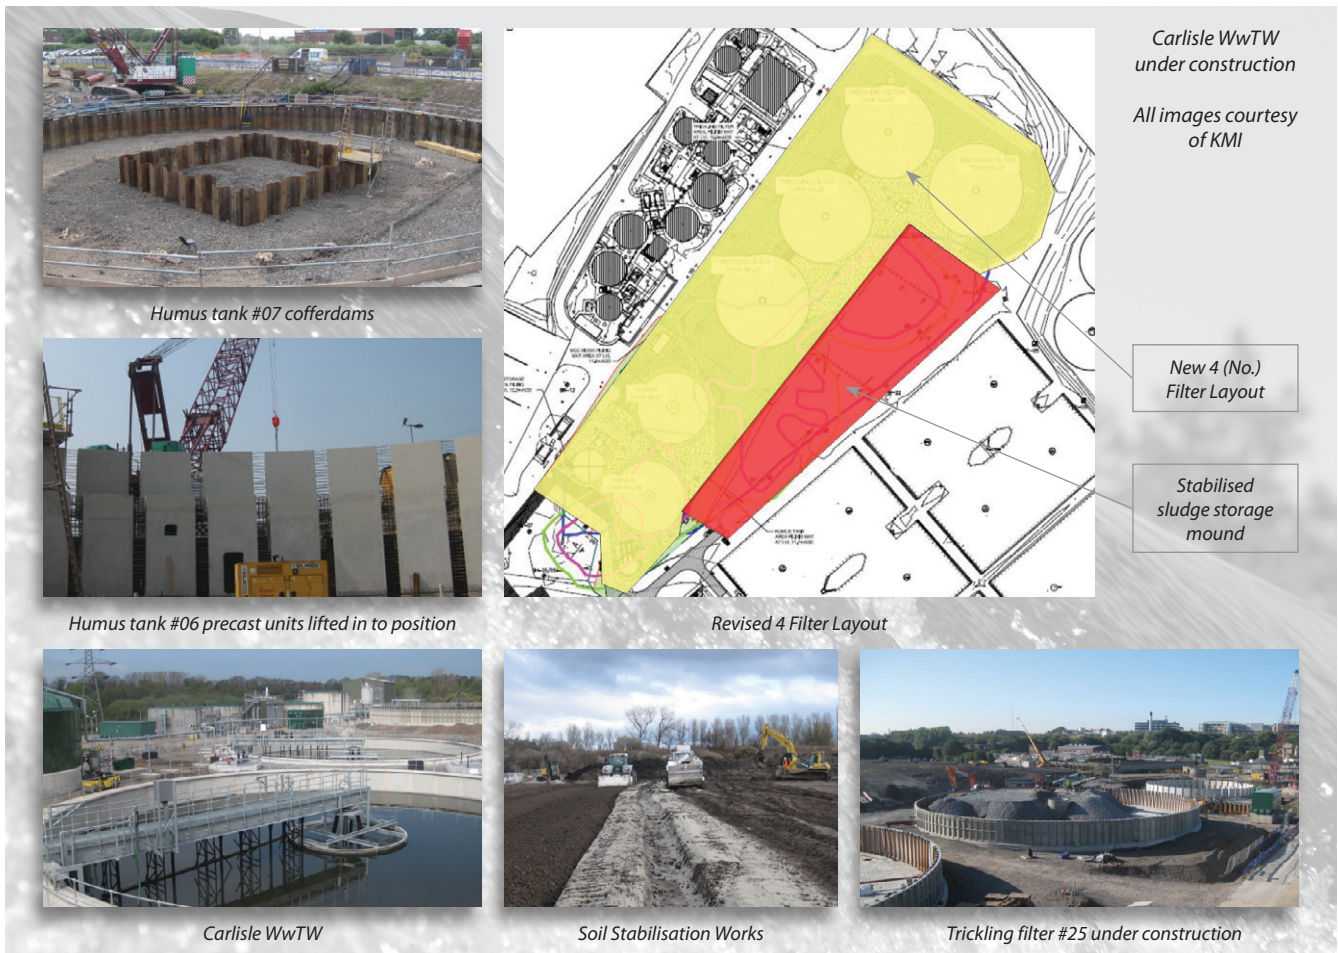 Carlisle WwTW
under construction
All images courtesy
of KMI
Humus tank #07 cofferdams
New 4 (No.)
Filter Layout
Stabilised
sludge storage
mound
HUMUS TANK
Humus tank #06 precast units lifted in to position
Revised 4 Filter Layout
Carlisle WwTW
Soil Stabilisation Works
Trickling filter #25 under construction